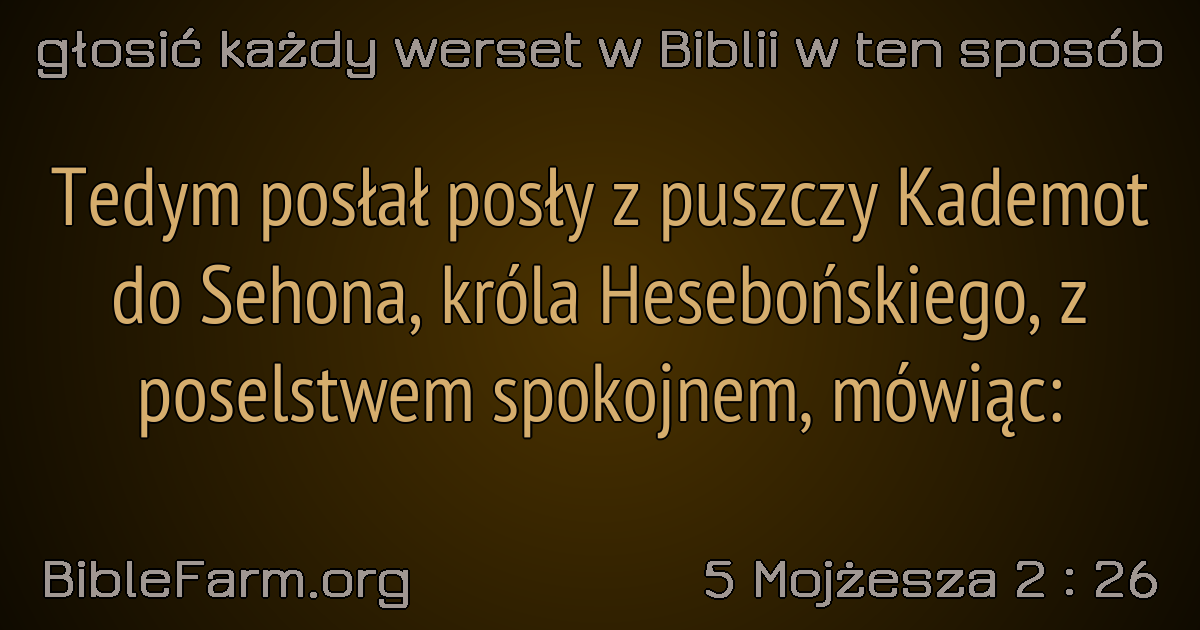 głosić każdy werset w Biblii w ten sposób
Tedym posłał posły z puszczy Kademot
do Sehona, króla Hesebońskiego, z
poselstwem spokojnem, mówiąc:
BibleFarm.org
5 Mojżesza 2 : 26